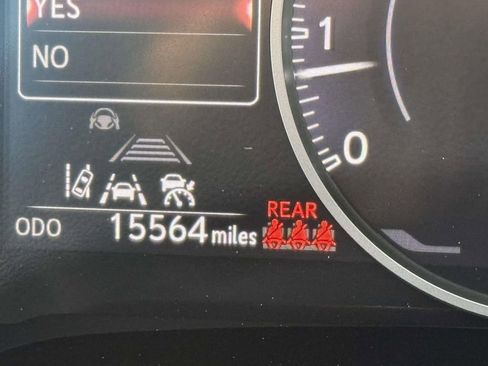 YES
NO
1
0
REAR
ODO 15564 miles